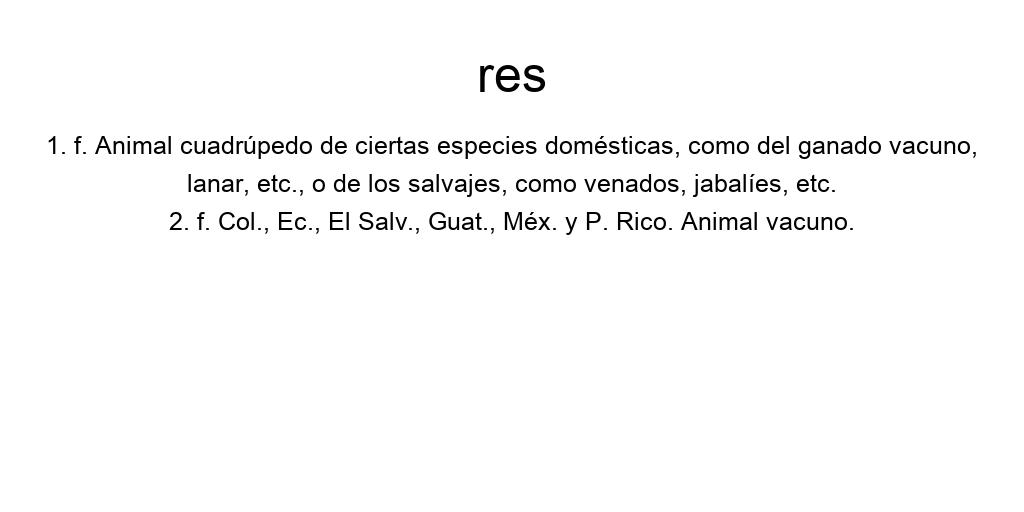 res
1. f. Animal cuadrúpedo de ciertas especies domésticas, como del ganado vacuno,
lanar, etc., o de los salvajes, como venados, jabalíes, etc.
2. f. Col., Ec., El Salv., Guat., Méx. y P. Rico. Animal vacuno.